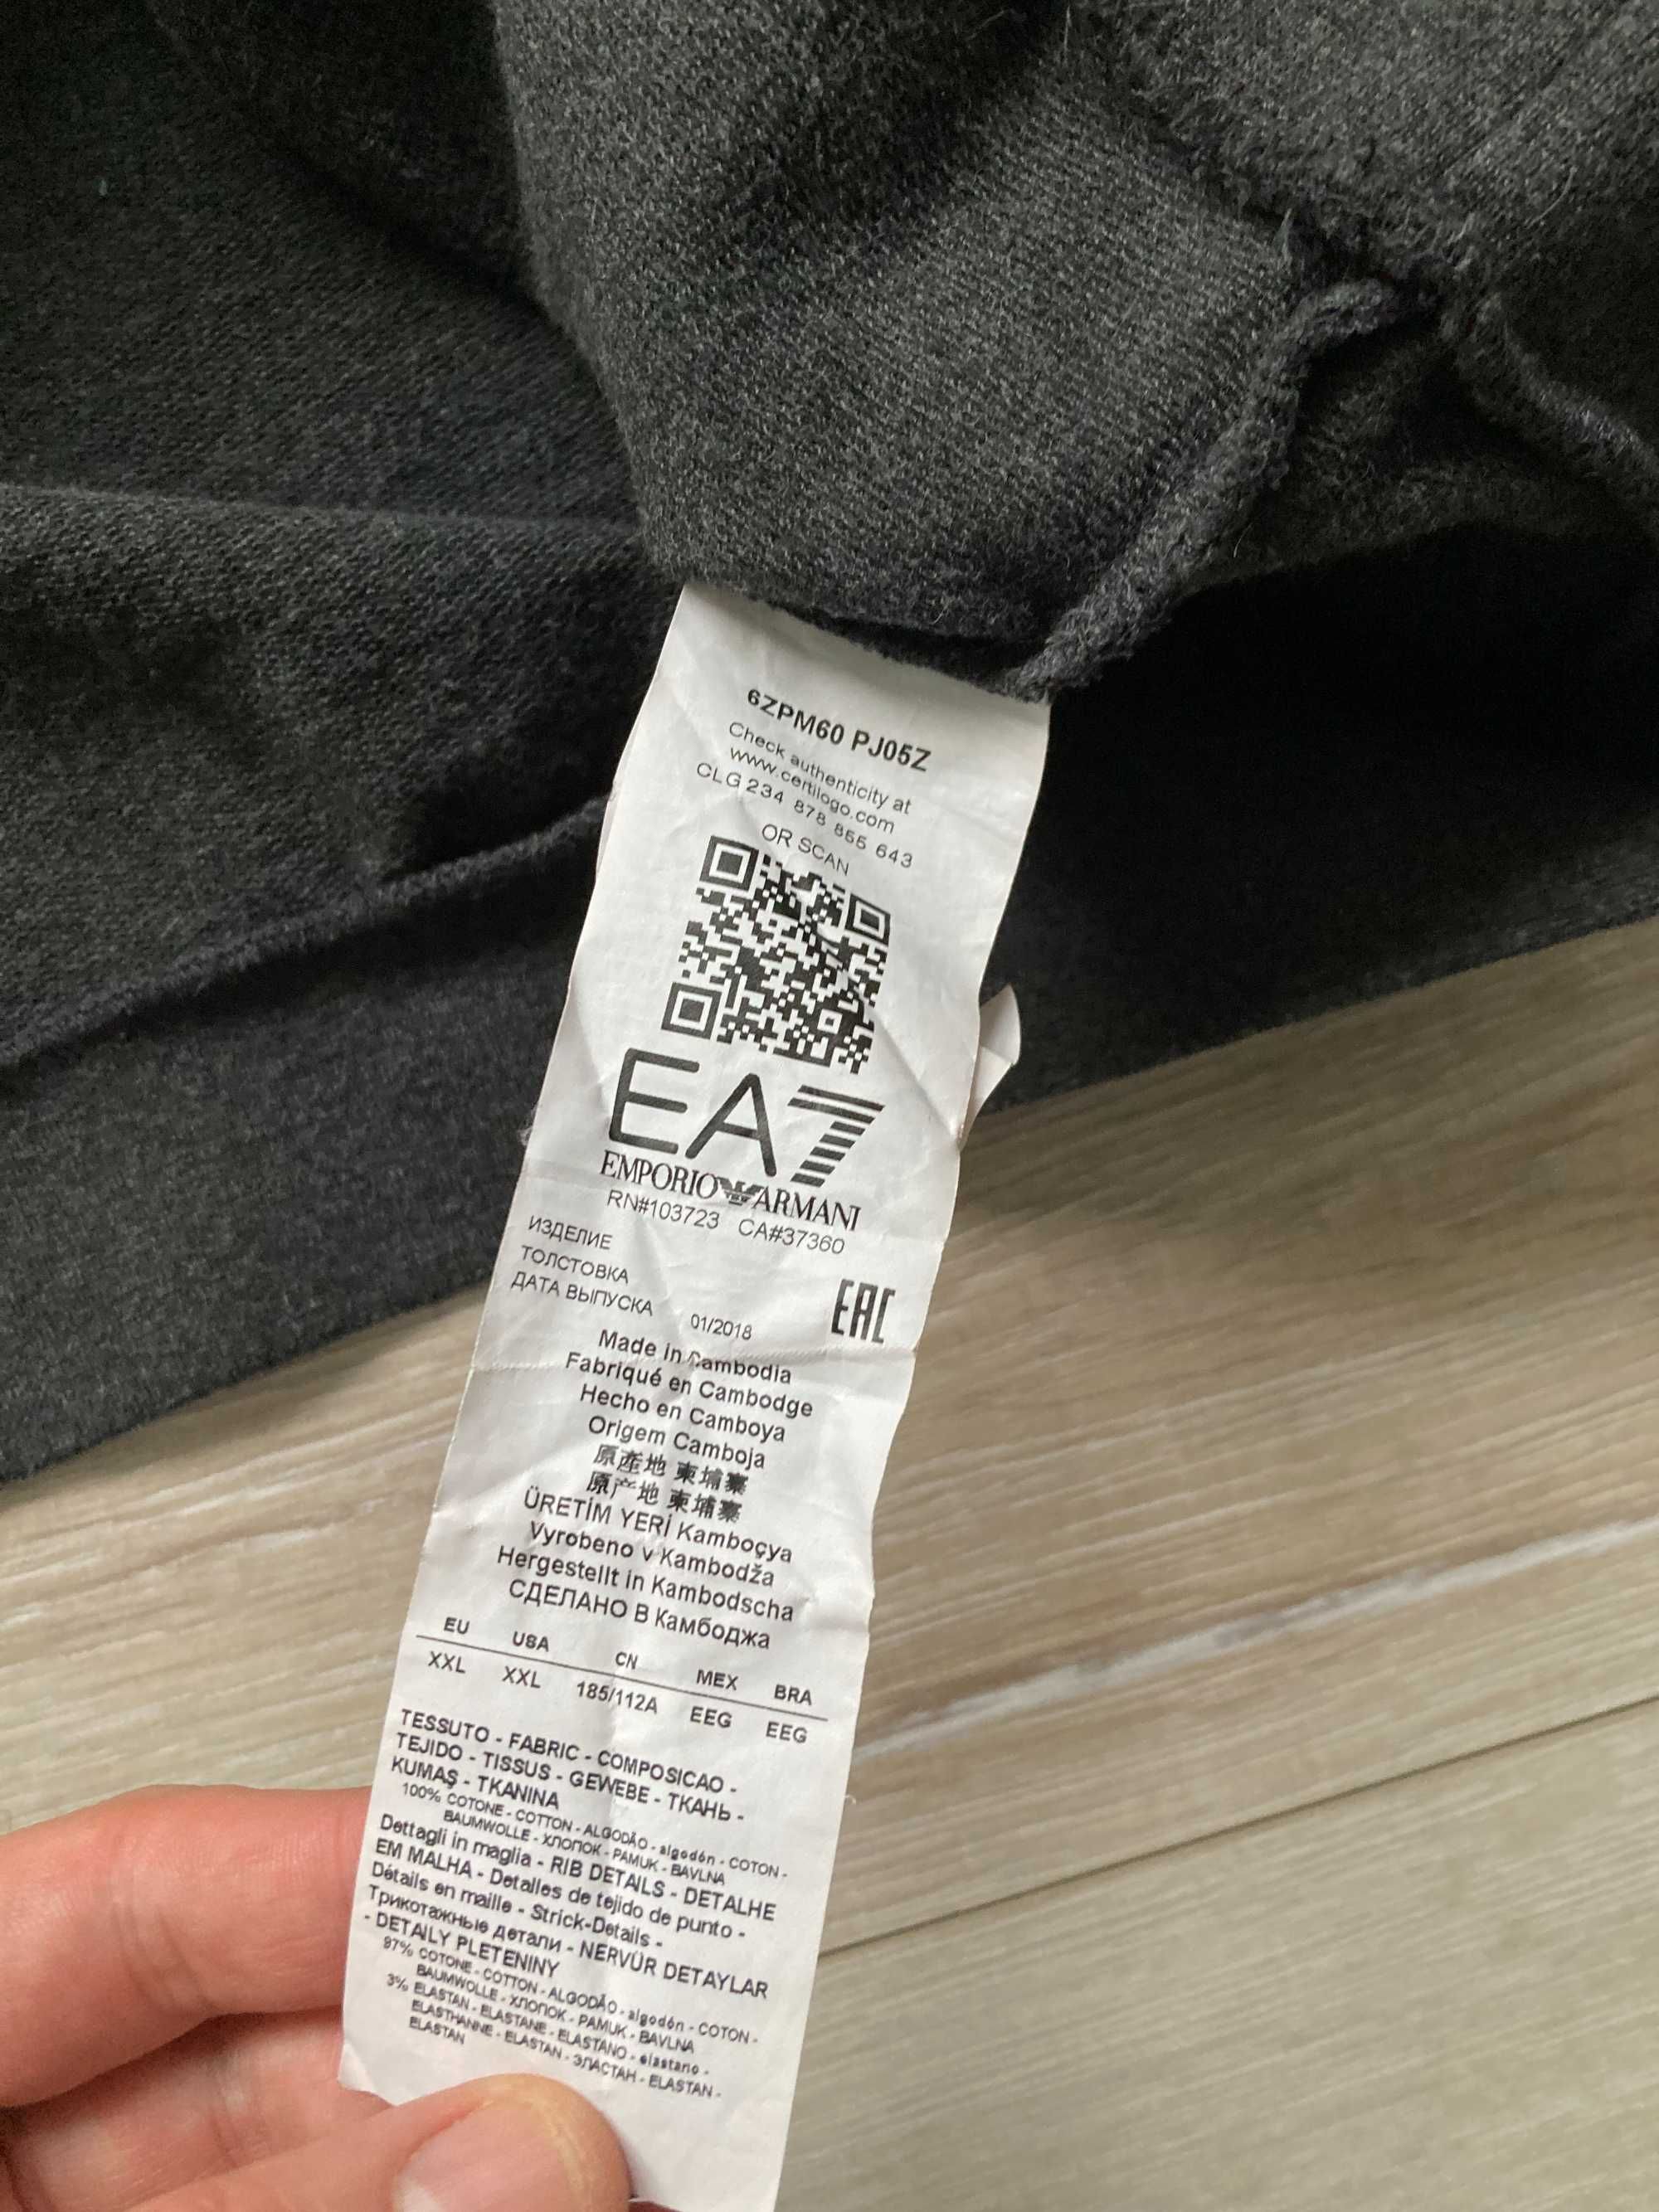 6ZPM60 PJ05Z
Check authenticity at
www.certilogo.com
CLG 234 878 855 643
OR SCAN
EA7
EMPORIO ARMANI
RN#103723 CA#37360
ИЗДЕЛИЕ
ТОЛСТОВКА
ДАТА ВЫПУСКА 01/2018
EAC
Made in Cambodia
Fabriqué en Cambodge
Hecho en Camboya
Origem Camboja
原產地 柬埔寨
原产地 柬埔寨
ÜRETİM YERİ Kamboçya
Vyrobeno v Kambodža
Hergestellt in Kambodscha
СДЕЛАНО В Камбоджа
EU USA CN MEX BRA
XXL XXL 185/112A EEG EEG
TESSUTO - FABRIC - COMPOSICAO -
TEJIDO - TISSUS - GEWEBE - ТКАНЬ -
KUMAŞ - TKANINA
100% COTONE - COTTON - ALGODÃO - algodón - COTON -
BAUMWOLLE - ХЛОПОК - PAMUK - BAVLNA
Dettagli in maglia - RIB DETAILS - DETALHE
EM MALHA - Detalles de tejido de punto -
Détails en maille - Strick-Details -
Трикотажные детали - NERVÜR DETAYLAR
- DETAILY PLETENINY
97% COTONE - COTTON - ALGODÃO - algodón - COTON -
BAUMWOLLE - ХЛОПОК - PAMUK - BAVLNA
3% ELASTAN - ELASTANE - ELASTANO - elastano -
ELASTHANNE - ELASTAN - ЭЛАСТАН - ELASTAN -
ELASTAN